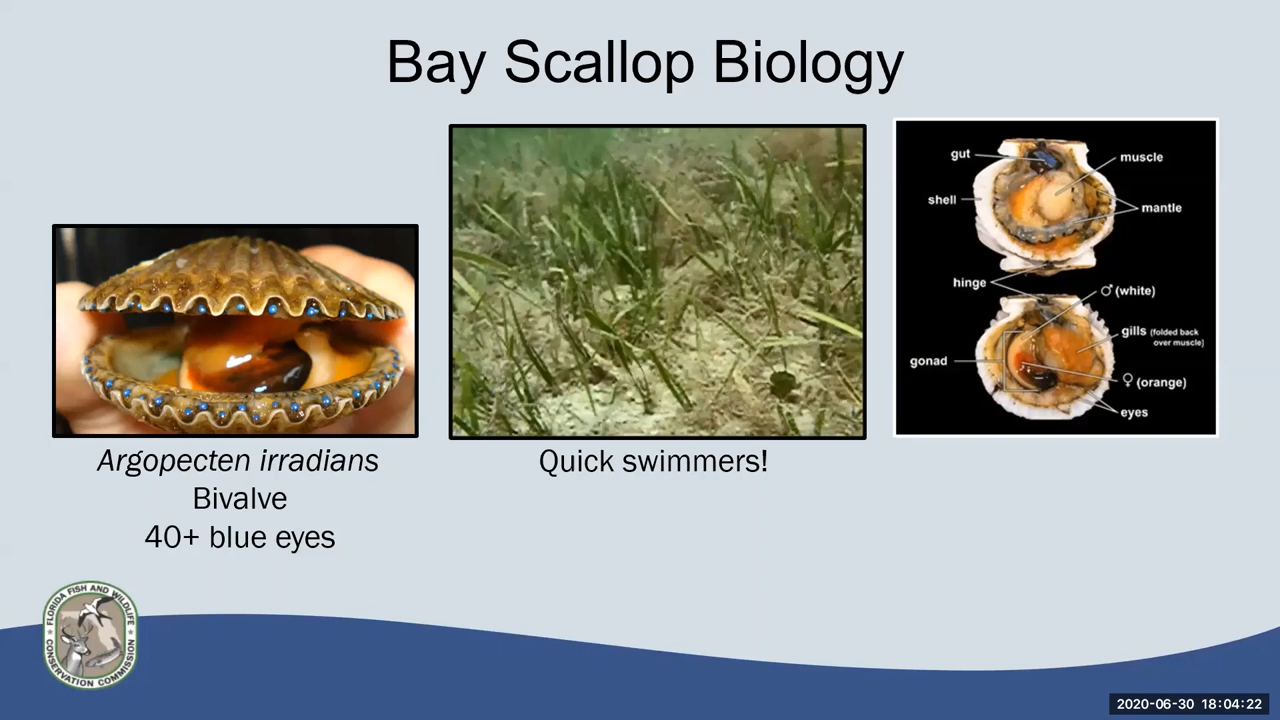 Bay Scallop Biology
Argopecten irradians
Bivalve
40+ blue eyes
Quick swimmers!
gut
muscle
shell
mantle
hinge
♂ (white)
gills (folded back
over muscle)
gonad
♀ (orange)
eyes
FLORIDA FISH AND WILDLIFE
CONSERVATION COMMISSION
2020-06-30 18:04:22